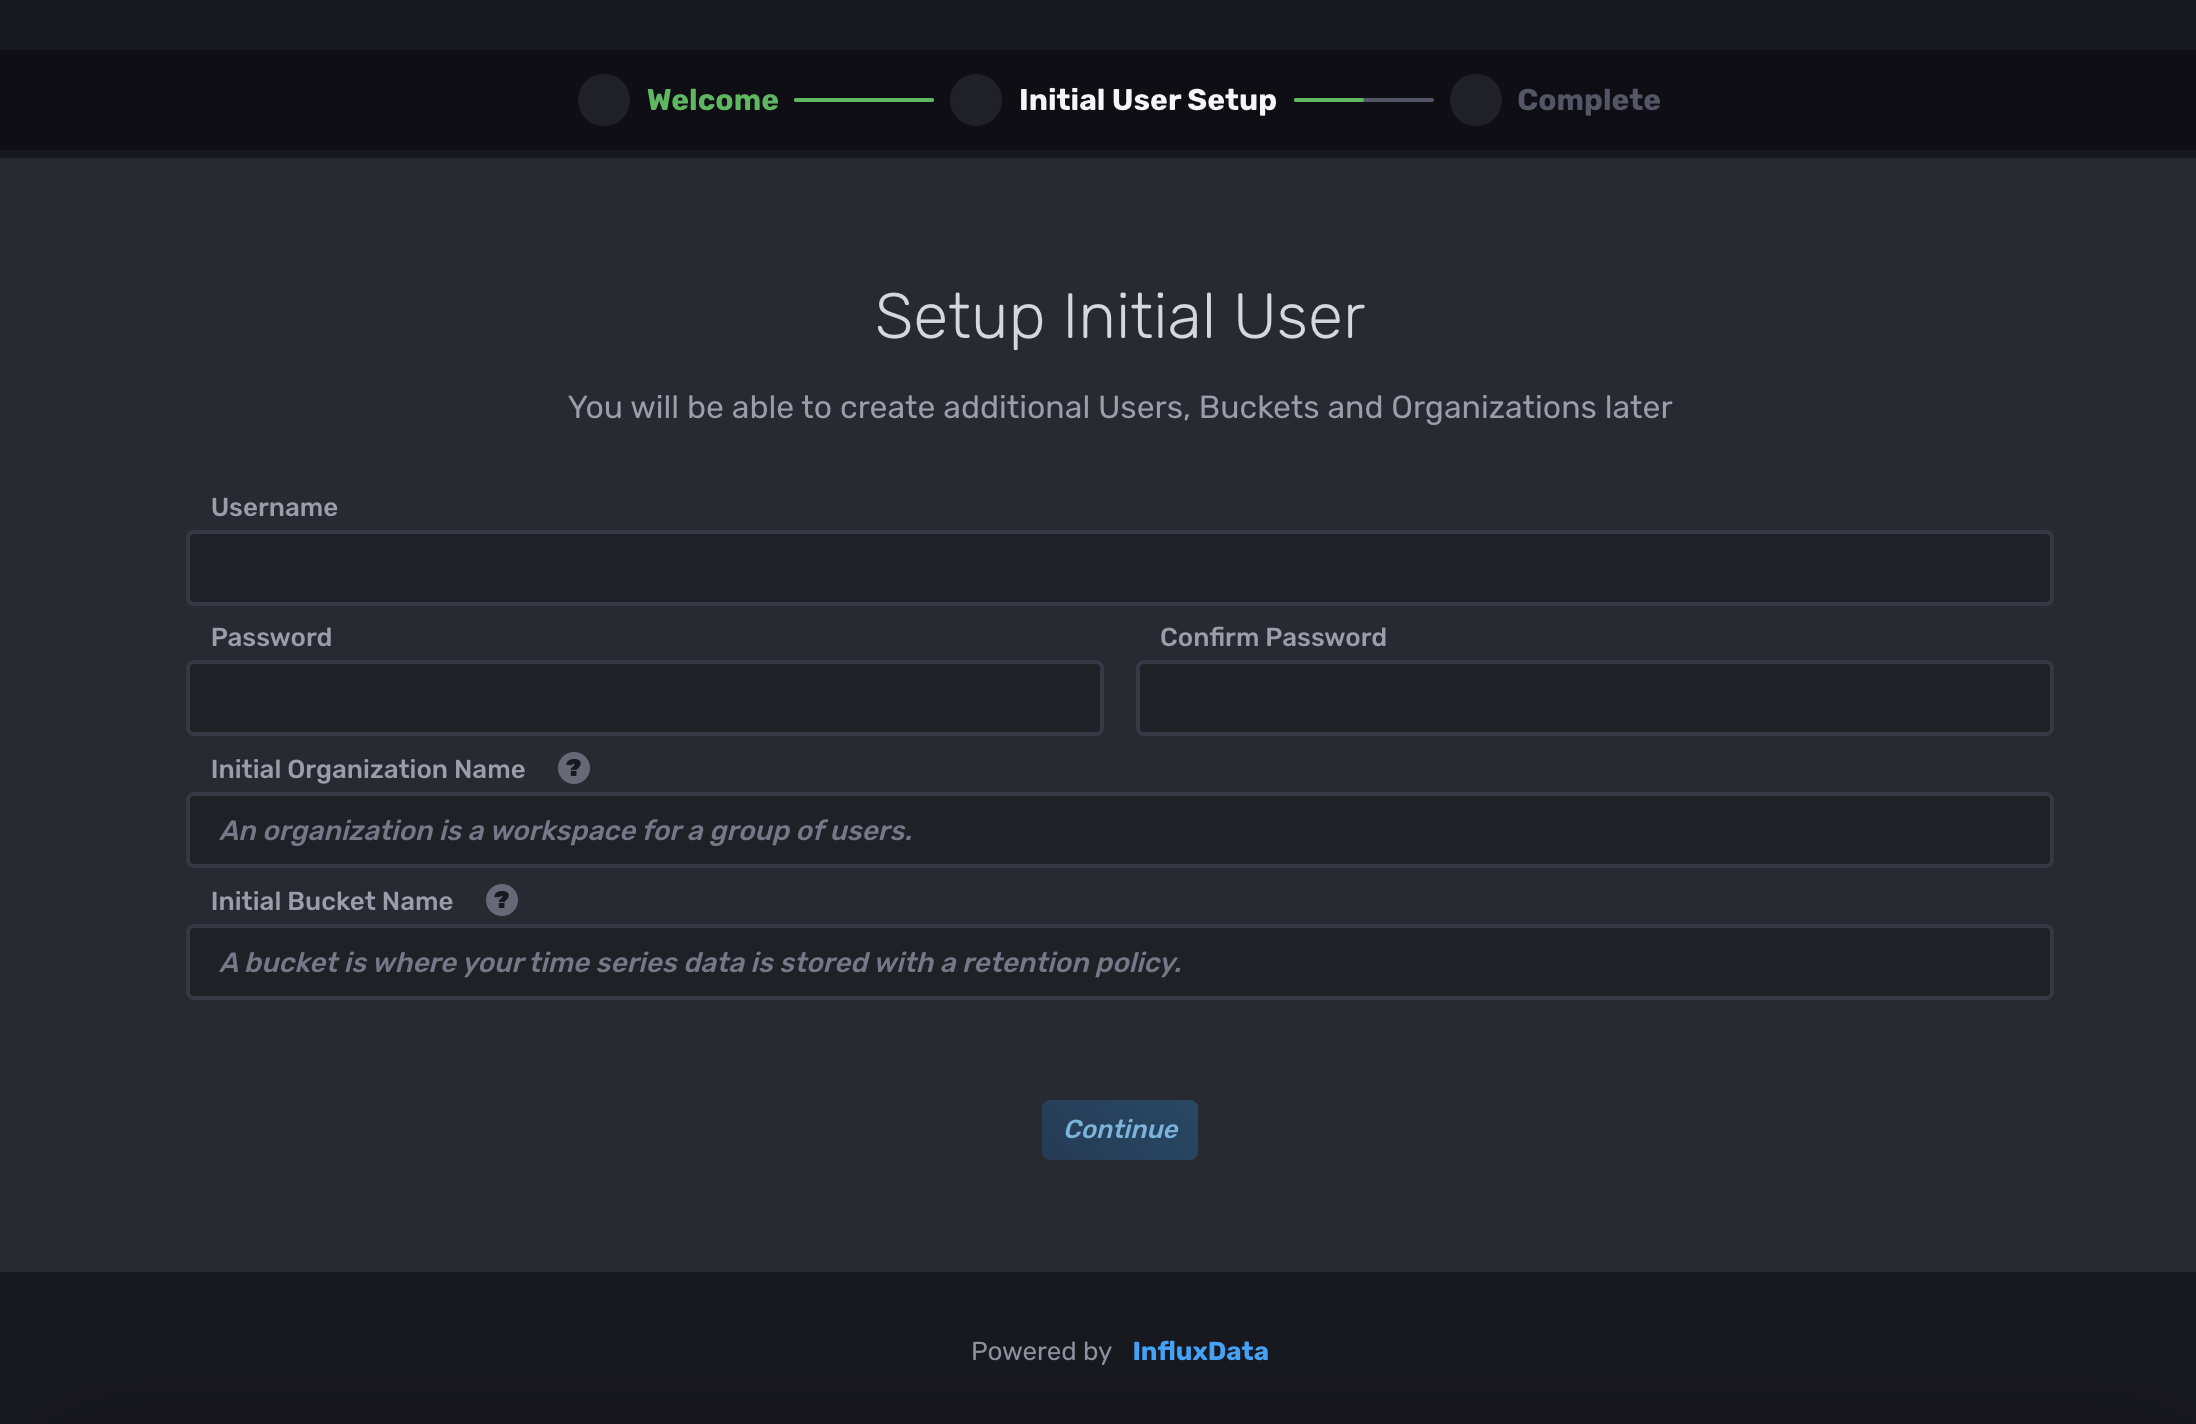 Welcome Initial User Setup Complete
Setup Initial User
You will be able to create additional Users, Buckets and Organizations later
Username
Password Confirm Password
Initial Organization Name ?
An organization is a workspace for a group of users.
Initial Bucket Name ?
A bucket is where your time series data is stored with a retention policy.
Continue
Powered by InfluxData